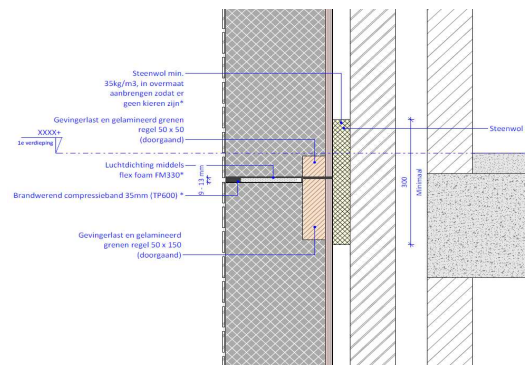 Steenwol min.
35kg/m3, in overmaat
aanbrengen zodat er
geen kieren zijn*
Gevingerlast en gelamineerd grenen
regel 50 x 50
(doorgaand)
Steenwol
XXXX+
1e verdieping
Luchtdichting middels
flex foam FM330*
Brandwerend compressieband 35mm (TP600) *
9 - 13 mm
300
Minimaal
Gevingerlast en gelamineerd
grenen regel 50 x 150
(doorgaand)